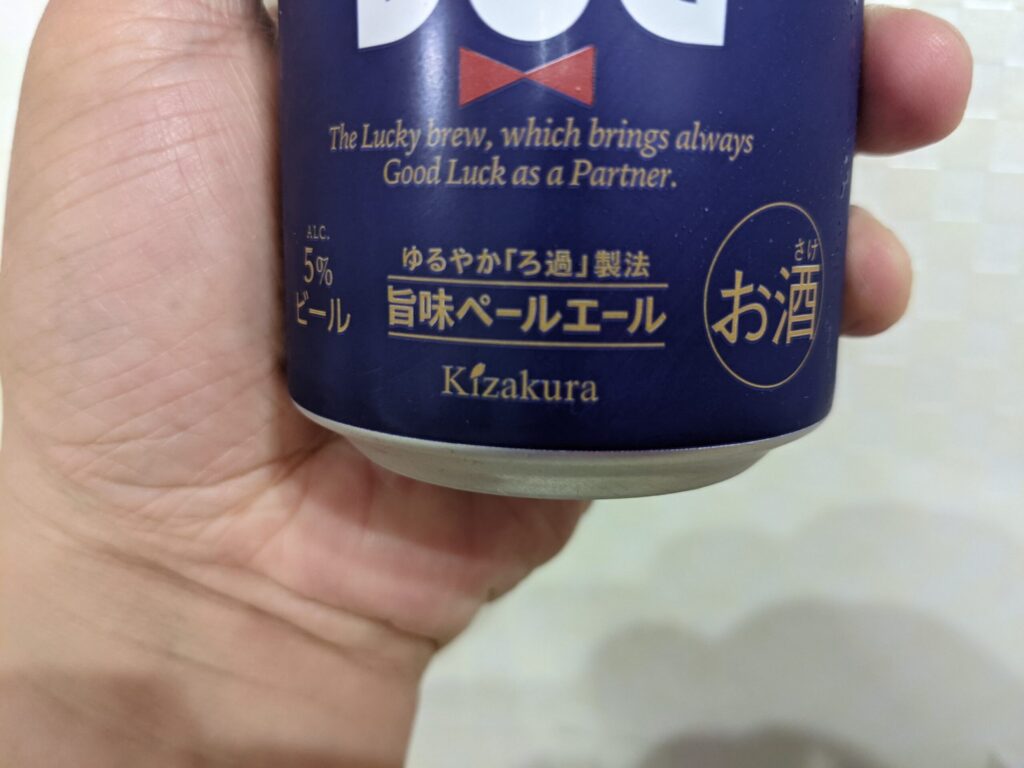 The Lucky brew, which brings always
Good Luck as a Partner.
ALC.
5%
ビール
ゆるやか「ろ過」製法
旨味ペールエール
Kizakura
さけ
お酒